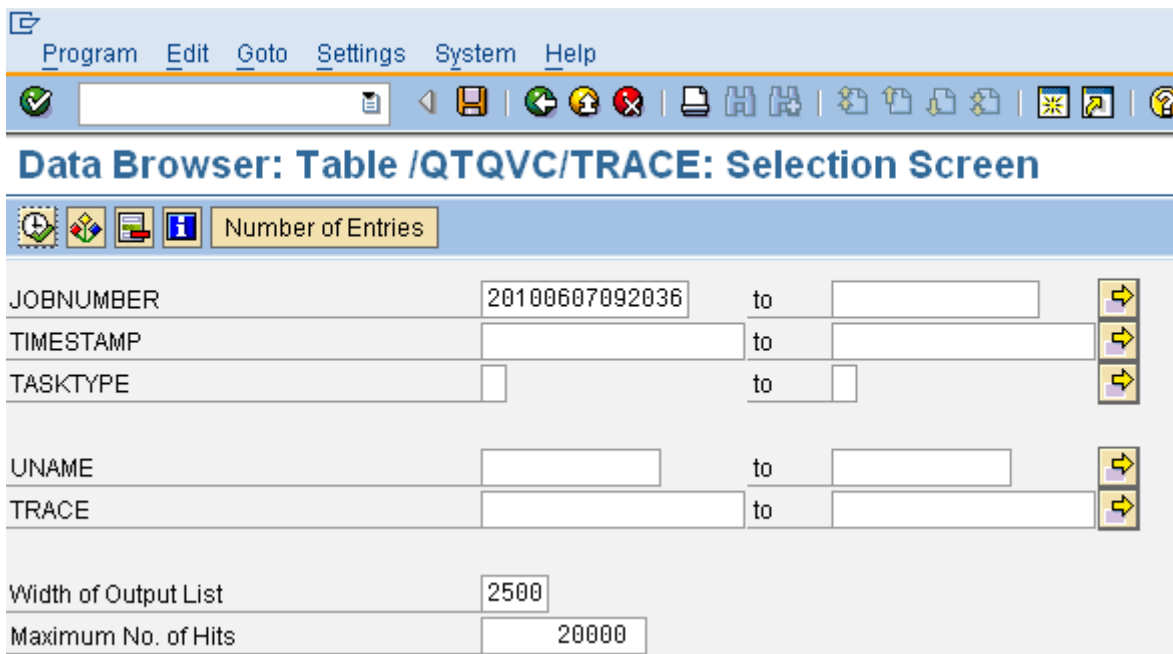 Program Edit Goto Settings System Help
Data Browser: Table /QTQVC/TRACE: Selection Screen
Number of Entries
JOBNUMBER 20100607092036 to
TIMESTAMP to
TASKTYPE to
UNAME to
TRACE to
Width of Output List 2500
Maximum No. of Hits 20000